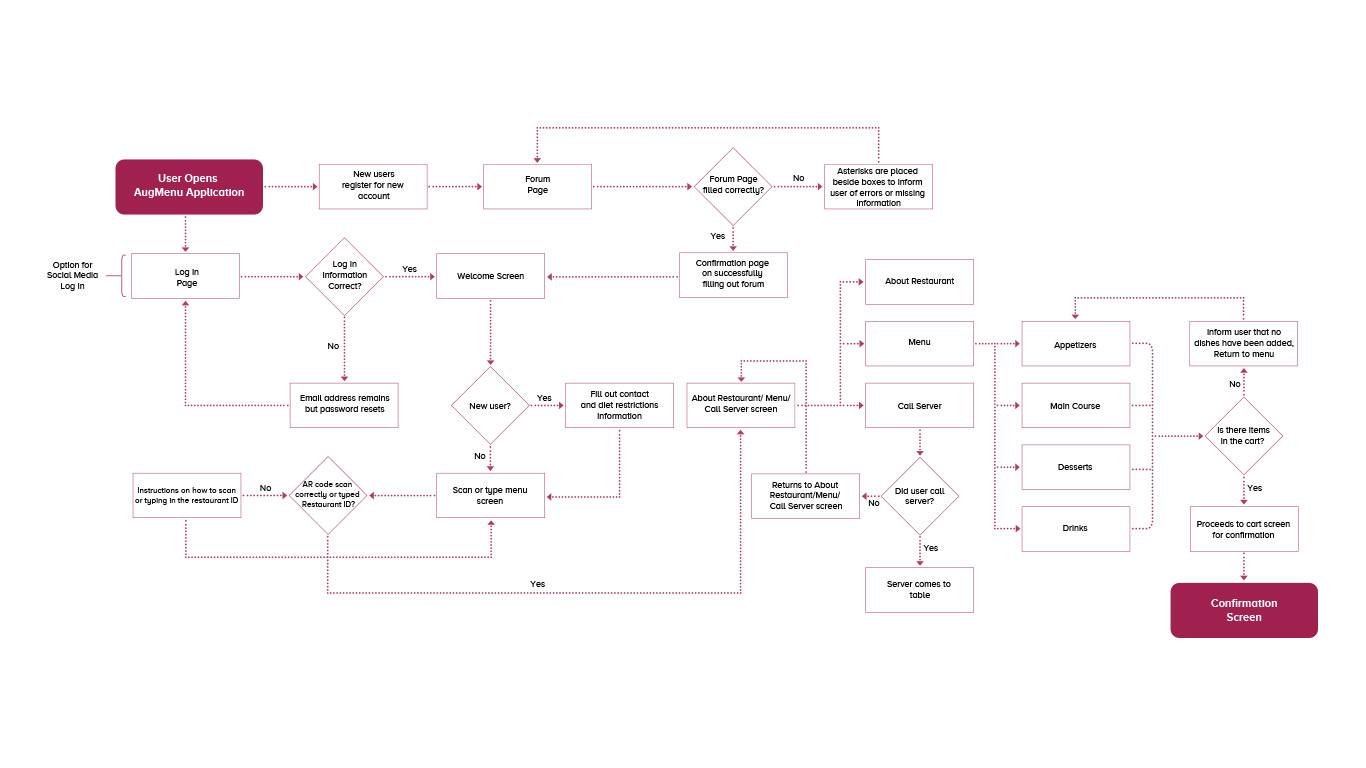 User Opens
AugMenu Application
New users
register for new
account
Forum
Page
Forum Page
filled correctly?
No
Asterisks are placed
beside boxes to inform
user of errors or missing
information
Yes
Option for
Social Media
Log In
Log In
Page
Log In
Information
Correct?
Yes
Welcome Screen
Confirmation page
on successfully
filling out forum
No
Email address remains
but password resets
New user?
Yes
Fill out contact
and diet restrictions
information
No
About Restaurant/ Menu/
Call Server screen
About Restaurant
Menu
Call Server
Appetizers
Main Course
Desserts
Drinks
Inform user that no
dishes have been added,
Return to menu
No
Is there items
in the cart?
Yes
Proceeds to cart screen
for confirmation
Confirmation
Screen
Instructions on how to scan
or typing in the restaurant ID
No
AR code scan
correctly or typed
Restaurant ID?
Scan or type menu
screen
Yes
Returns to About
Restaurant/Menu/
Call Server screen
No
Did user call
server?
Yes
Server comes to
table